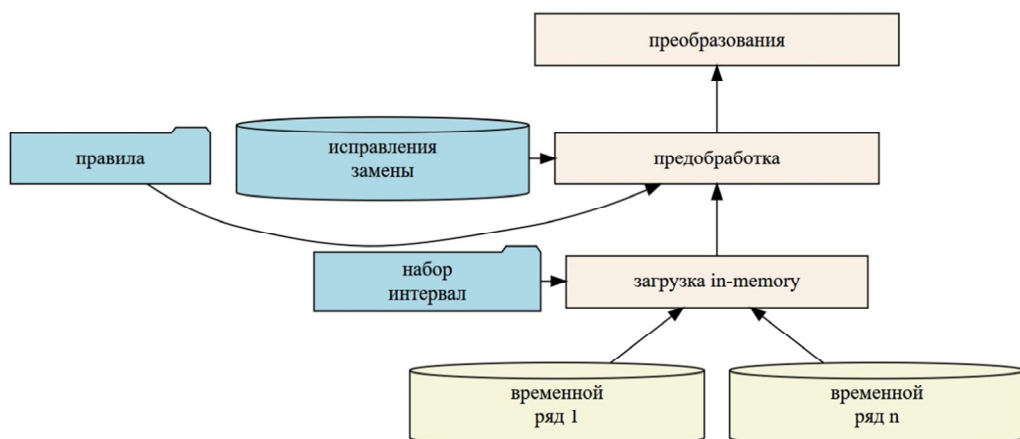 преобразования
правила
исправления
замены
предобработка
набор
интервал
загрузка in-memory
временной
ряд 1
временной
ряд n